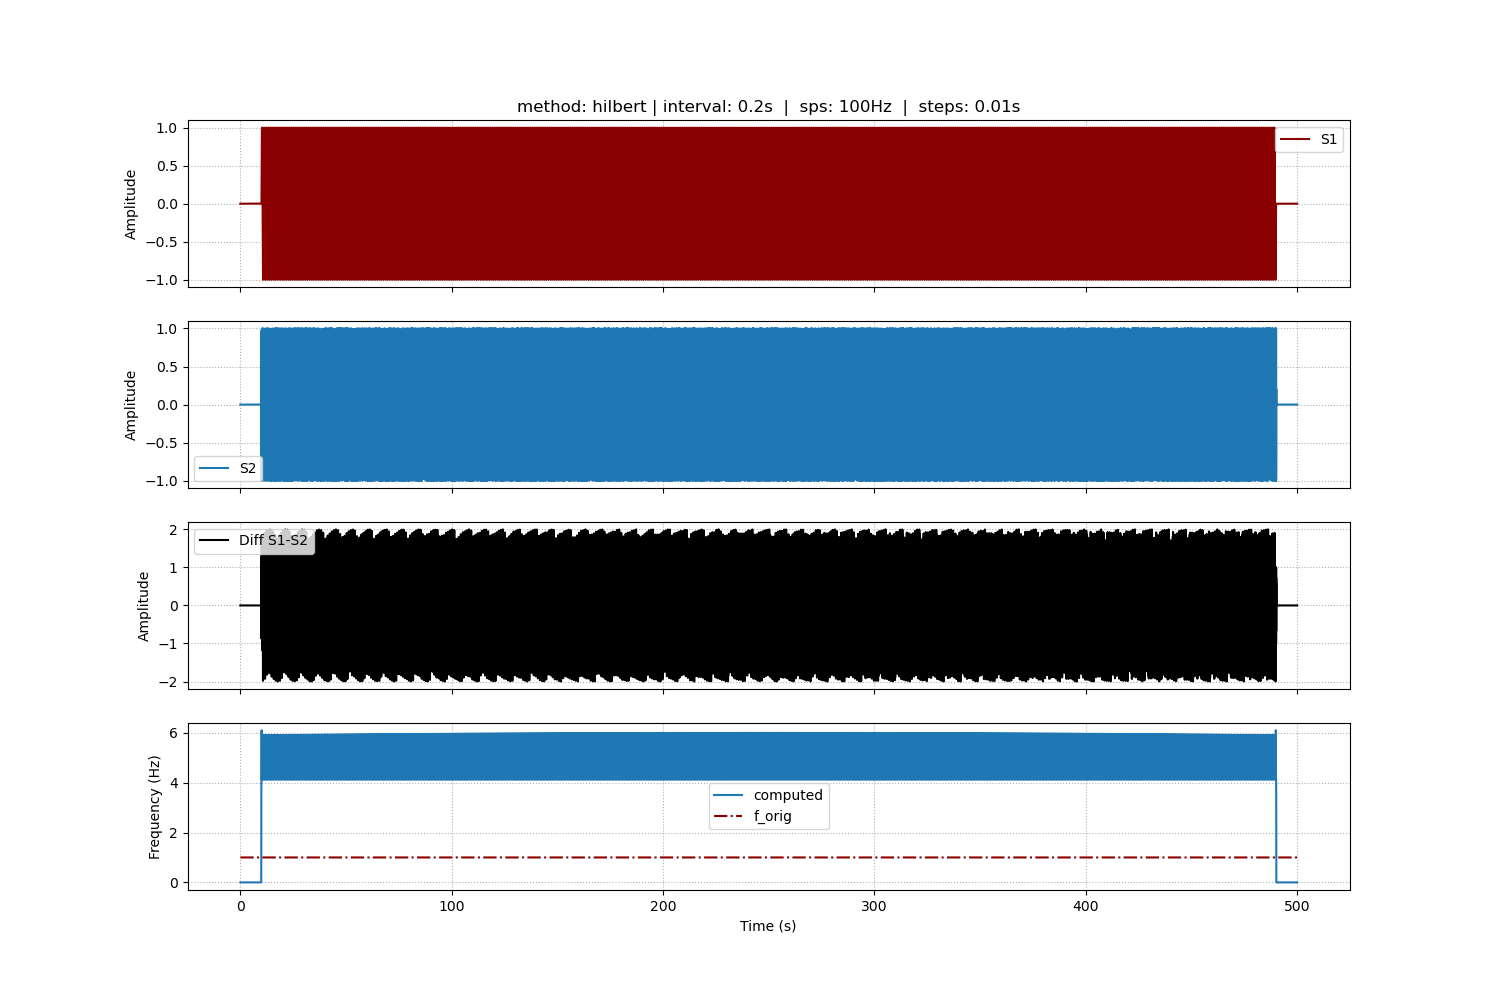 method: hilbert | interval: 0.2s  |  sps: 100Hz  |  steps: 0.01s
1.0
0.5
0.0
−0.5
−1.0
Amplitude
S1
1.0
0.5
0.0
−0.5
−1.0
Amplitude
S2
2
1
0
−1
−2
Amplitude
Diff S1-S2
6
4
2
0
Frequency (Hz)
computed
f_orig
0
100
200
300
400
500
Time (s)